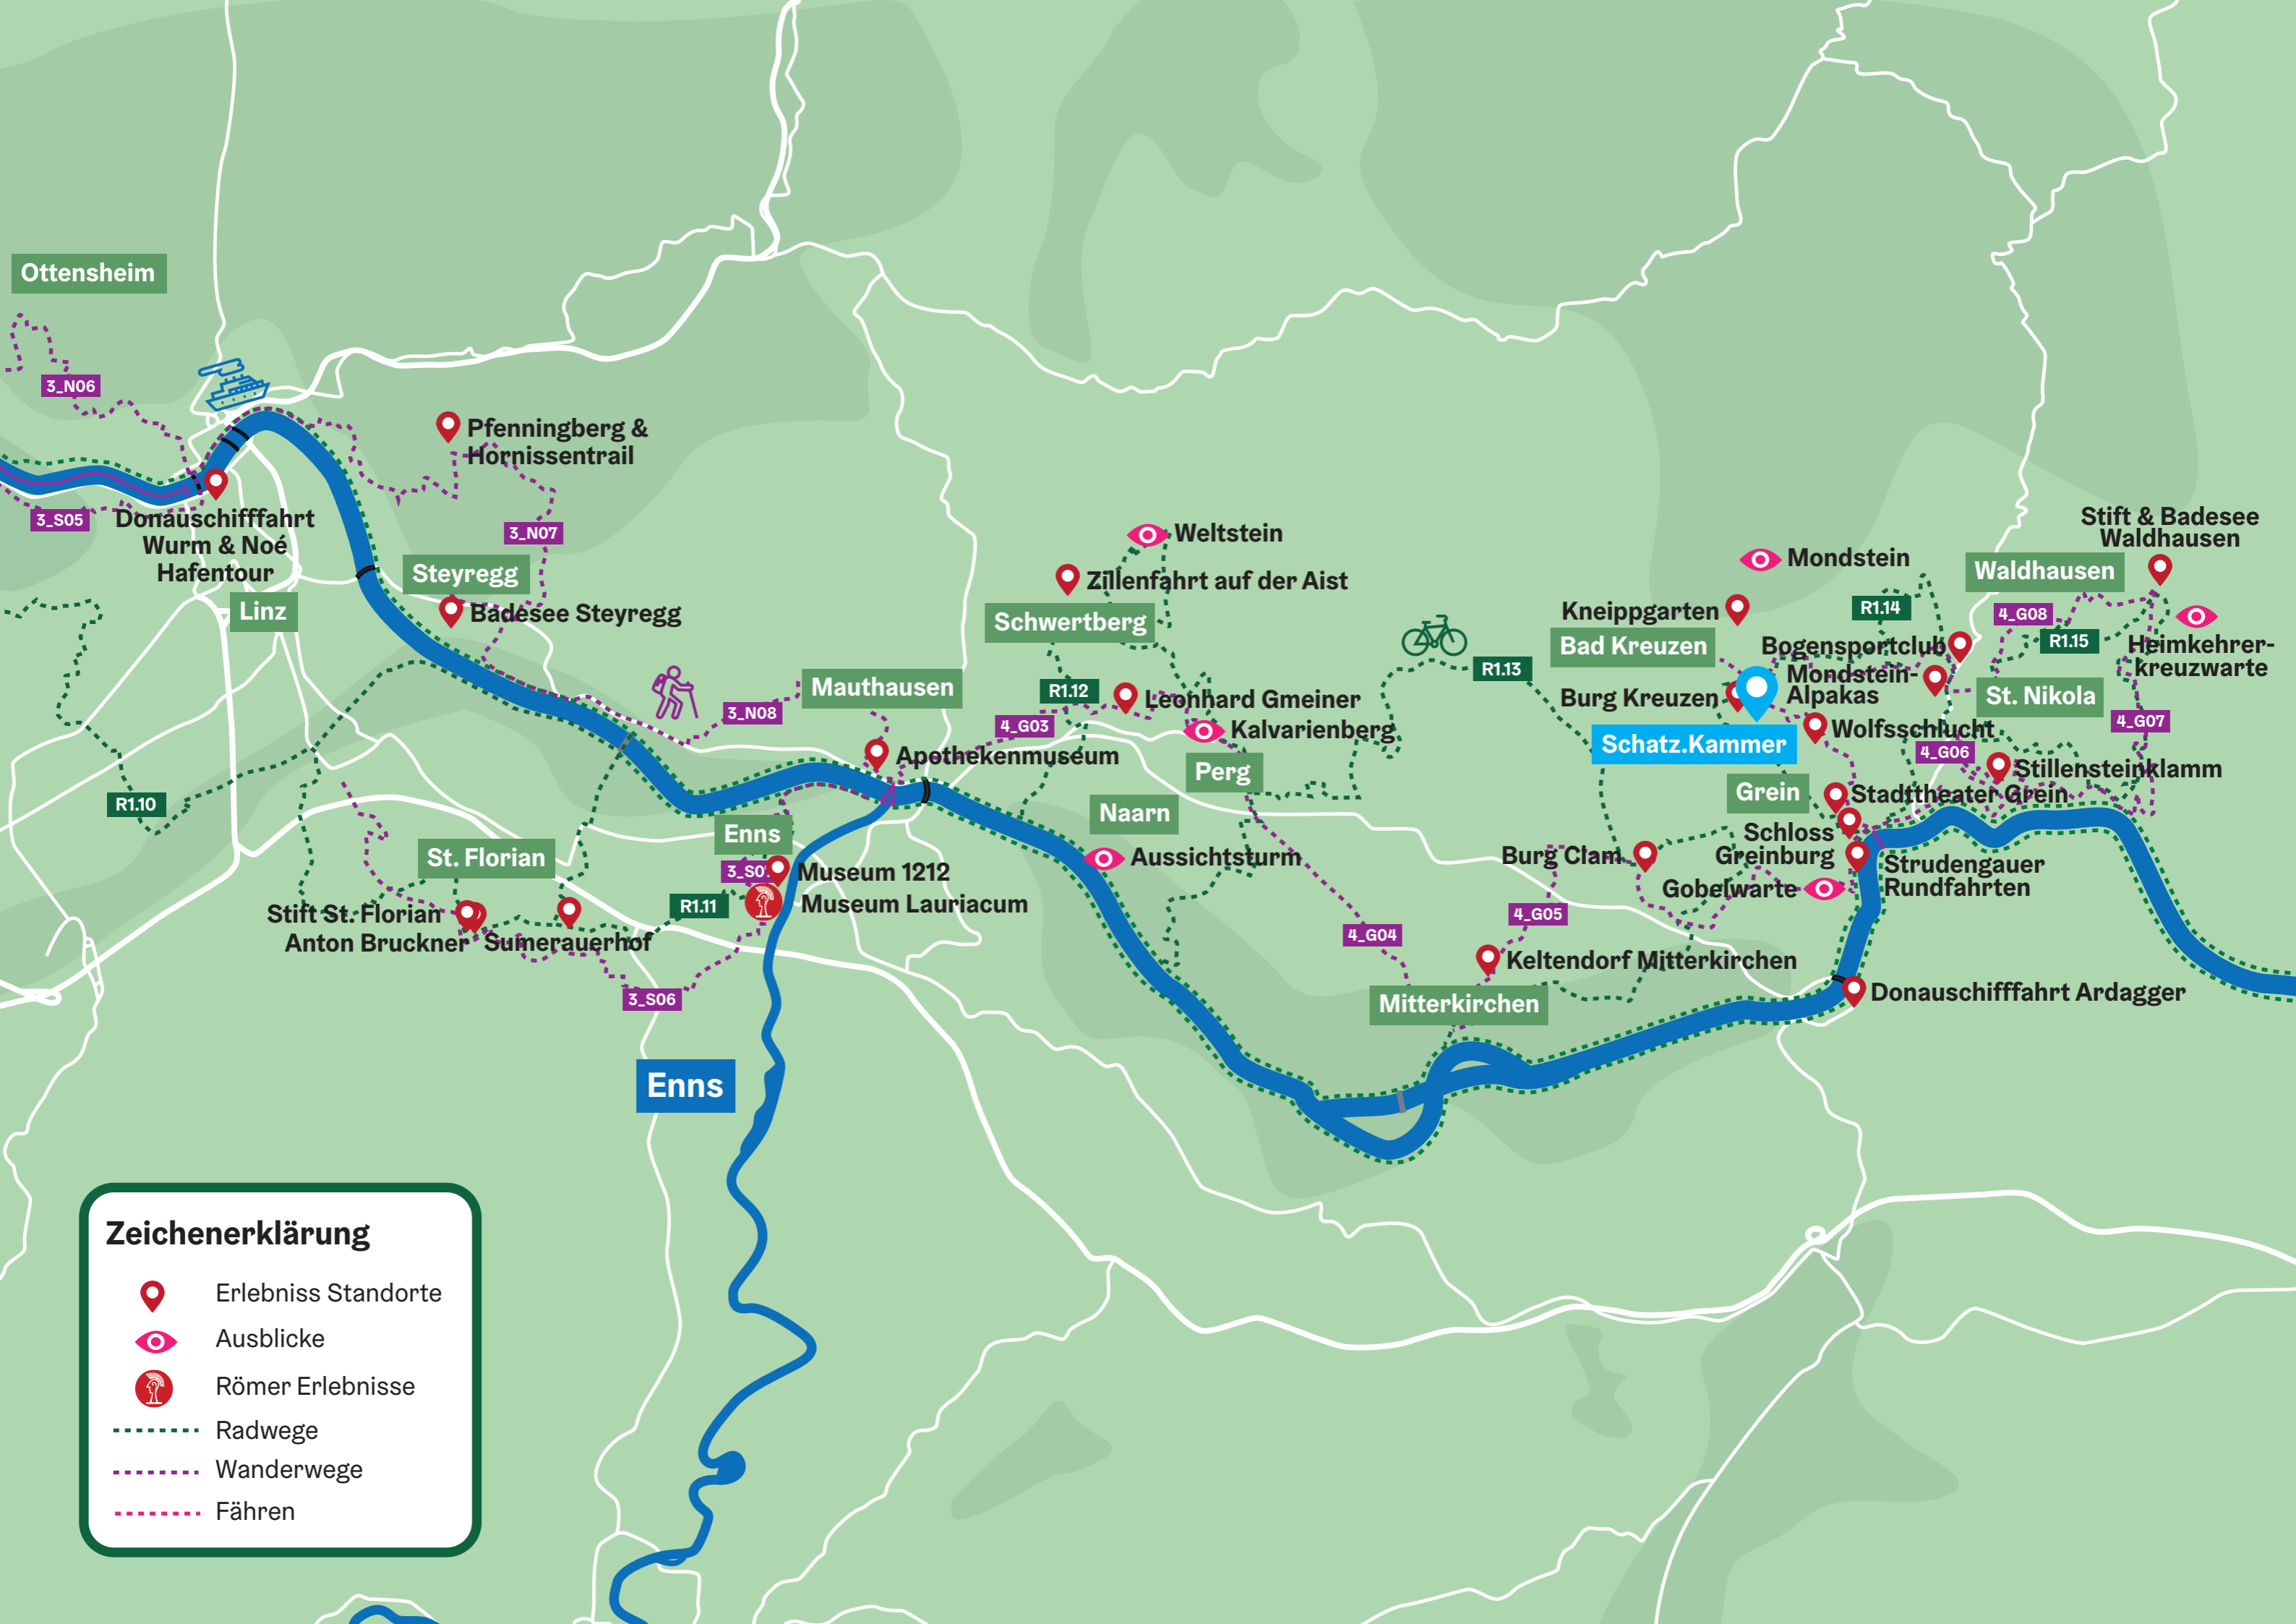 Ottensheim
3_N06
3_S05
Donauschifffahrt
Wurm & Noé
Hafentour
Linz
Pfenningberg &
Hornissentrail
3_N07
Steyregg
Badesee Steyregg
R1.10
3_N08
Mauthausen
Apothekenmuseum
Enns
St. Florian
Museum 1212
Museum Lauriacum
R1.11
Stift St. Florian
Anton Bruckner
Sumerauerhof
3_S06
Enns
Weltstein
Zillenfahrt auf der Aist
Schwertberg
R1.12
Leonhard Gmeiner
4_G03
Kalvarienberg
Perg
Naarn
Aussichtsturm
R1.13
4_G04
4_G05
Keltendorf Mitterkirchen
Mitterkirchen
Mondstein
Kneippgarten
Bad Kreuzen
R1.14
Bogensportclub
Mondstein-
Alpakas
Burg Kreuzen
Wolfsschlucht
Schatz.Kammer
Stift & Badesee
Waldhausen
Waldhausen
4_G08
R1.15
Heimkehrer-
kreuzwarte
St. Nikola
4_G07
4_G06
Stillensteinklamm
Grein
Stadttheater Grein
Schloss
Greinburg
Burg Clam
Strudengauer
Rundfahrten
Gobelwarte
Donauschifffahrt Ardagger
Zeichenerklärung
Erlebniss Standorte
Ausblicke
Römer Erlebnisse
Radwege
Wanderwege
Fähren